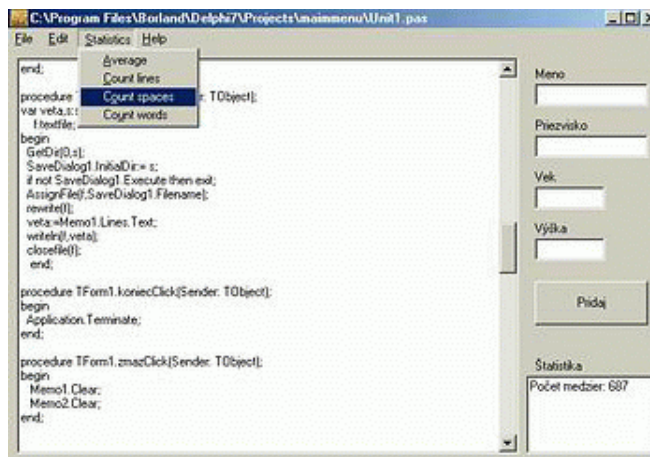 C:\Program Files\Borland\Delphi7\Projects\mainmenu\Unit1.pas
File Edit Statistics Help
Average
Count lines
Count spaces
Count words
end;
procedure r: TObject);
var veta,s:s
f:textfile;
begin
GetDir(0,s);
SaveDialog1.InitialDir:= s;
if not SaveDialog1.Execute then exit;
AssignFile(f,SaveDialog1.Filename);
rewrite(f);
veta:=Memo1.Lines.Text;
writeln(f,veta);
closefile(f);
end;
procedure TForm1.koniecClick(Sender: TObject);
begin
Application.Terminate;
end;
procedure TForm1.zmazClick(Sender: TObject);
begin
Memo1.Clear;
Memo2.Clear;
end;
Meno
Priezvisko
Vek
Výška
Pridaj
Štatistika
Počet medzier: 687